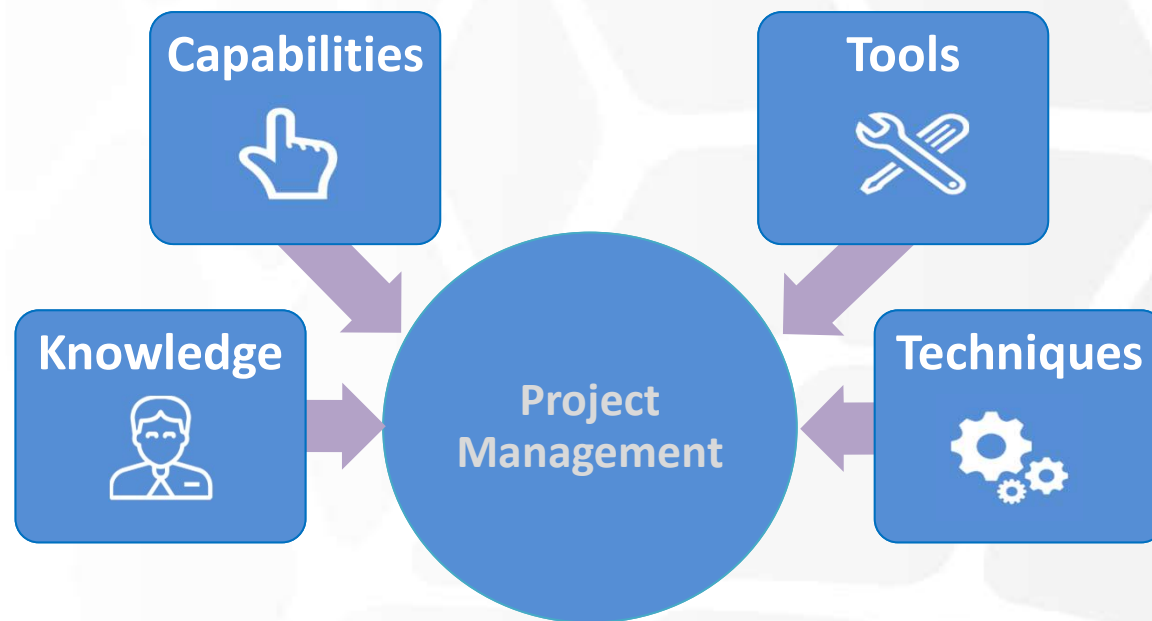 Capabilities
Tools
Knowledge
Techniques
Project
Management